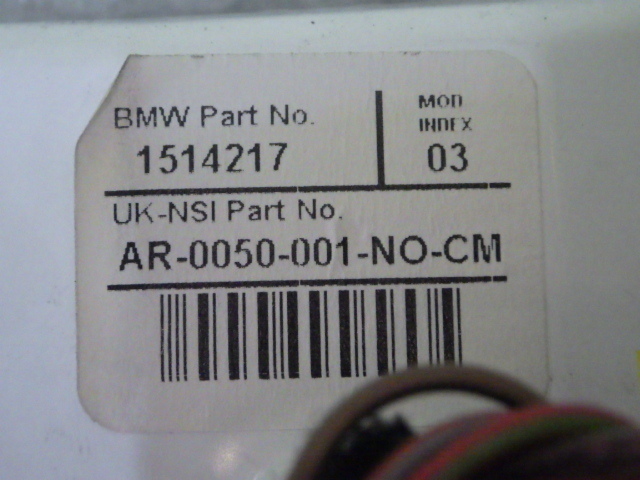 BMW Part No.
1514217
MOD
INDEX
03
UK-NSI Part No.
AR-0050-001-NO-CM